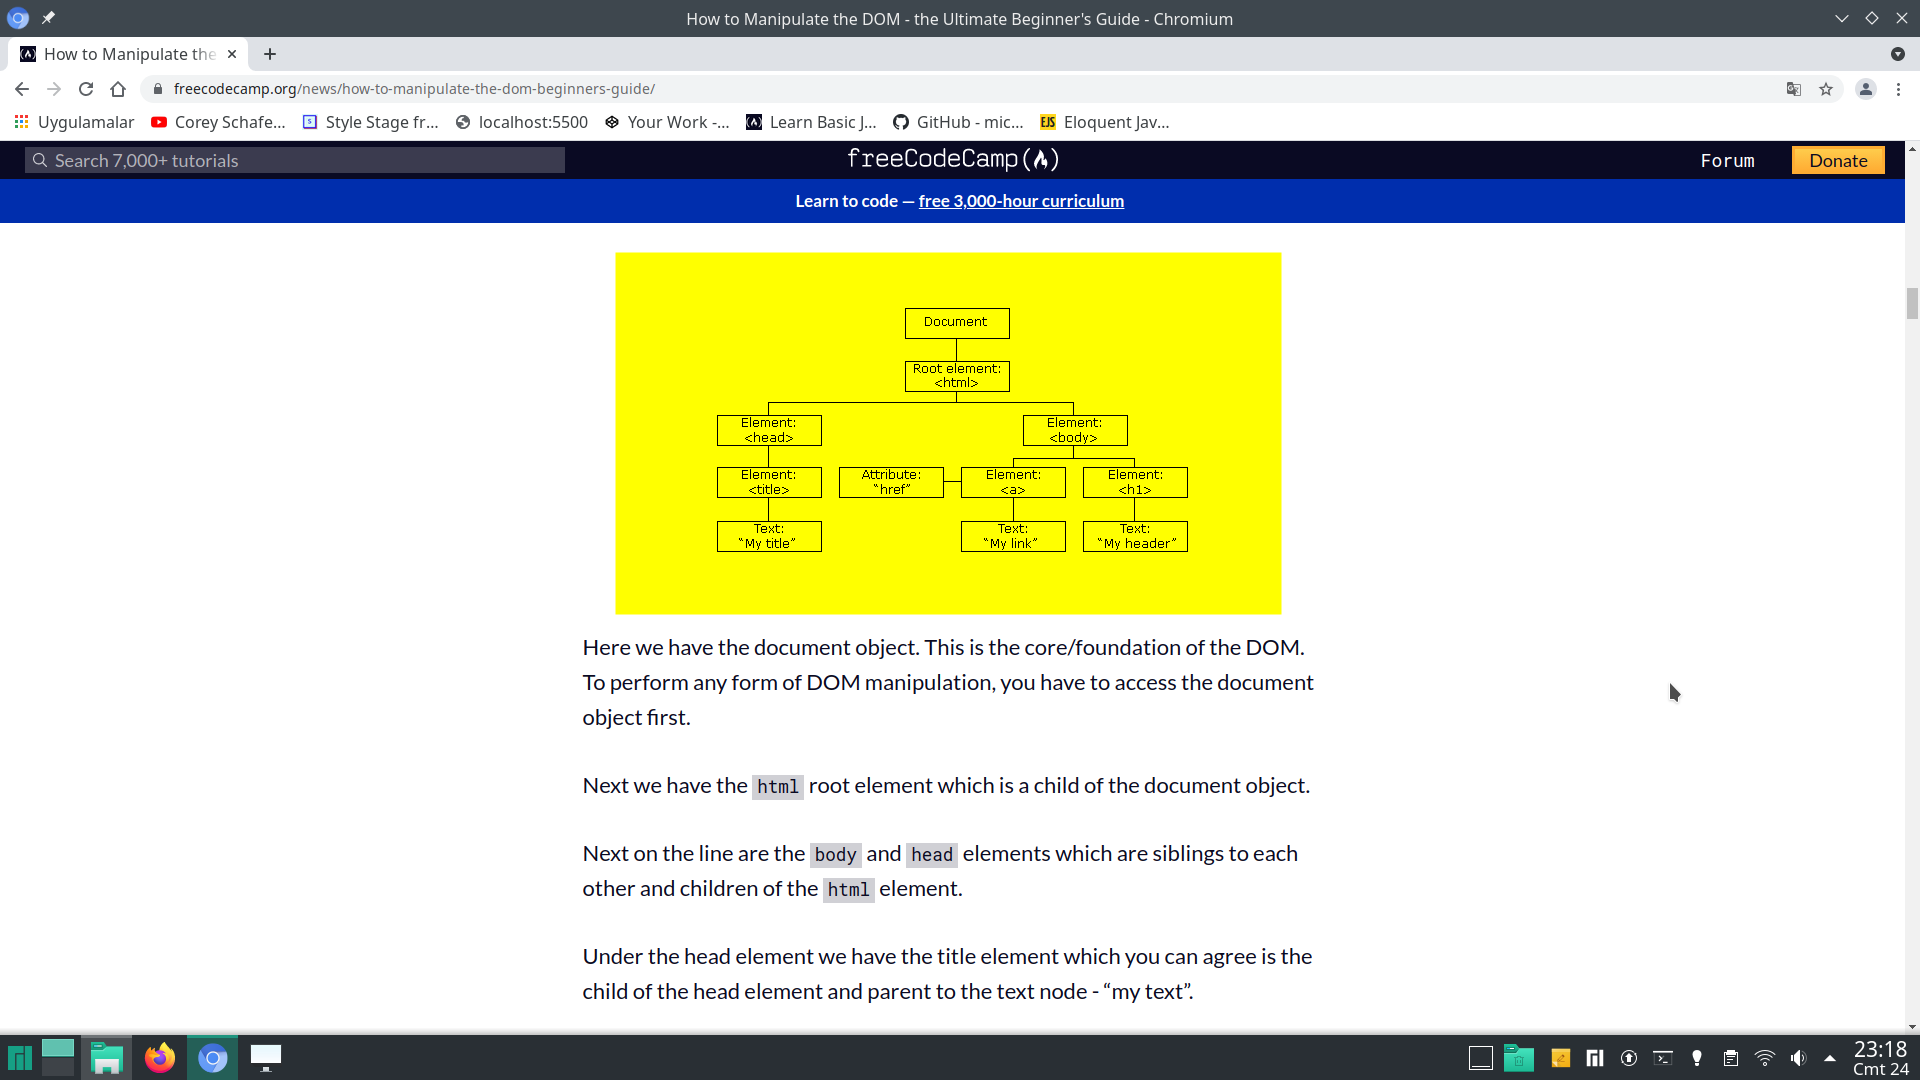 How to Manipulate the DOM - the Ultimate Beginner's Guide - Chromium
How to Manipulate the
freecodecamp.org/news/how-to-manipulate-the-dom-beginners-guide/
Uygulamalar
Corey Schafe...
Style Stage fr...
localhost:5500
Your Work -...
Learn Basic J...
GitHub - mic...
EJS
Eloquent Jav...
Search 7,000+ tutorials
freeCodeCamp
Forum
Donate
Learn to code — free 3,000-hour curriculum
Document
Root element:
<html>
Element:
<head>
Element:
<body>
Element:
<title>
Attribute:
"href"
Element:
<a>
Element:
<h1>
Text:
"My title"
Text:
"My link"
Text:
"My header"
Here we have the document object. This is the core/foundation of the DOM.
To perform any form of DOM manipulation, you have to access the document
object first.
Next we have the html root element which is a child of the document object.
Next on the line are the body and head elements which are siblings to each
other and children of the html element.
Under the head element we have the title element which you can agree is the
child of the head element and parent to the text node - “my text”.
23:18
Cmt 24